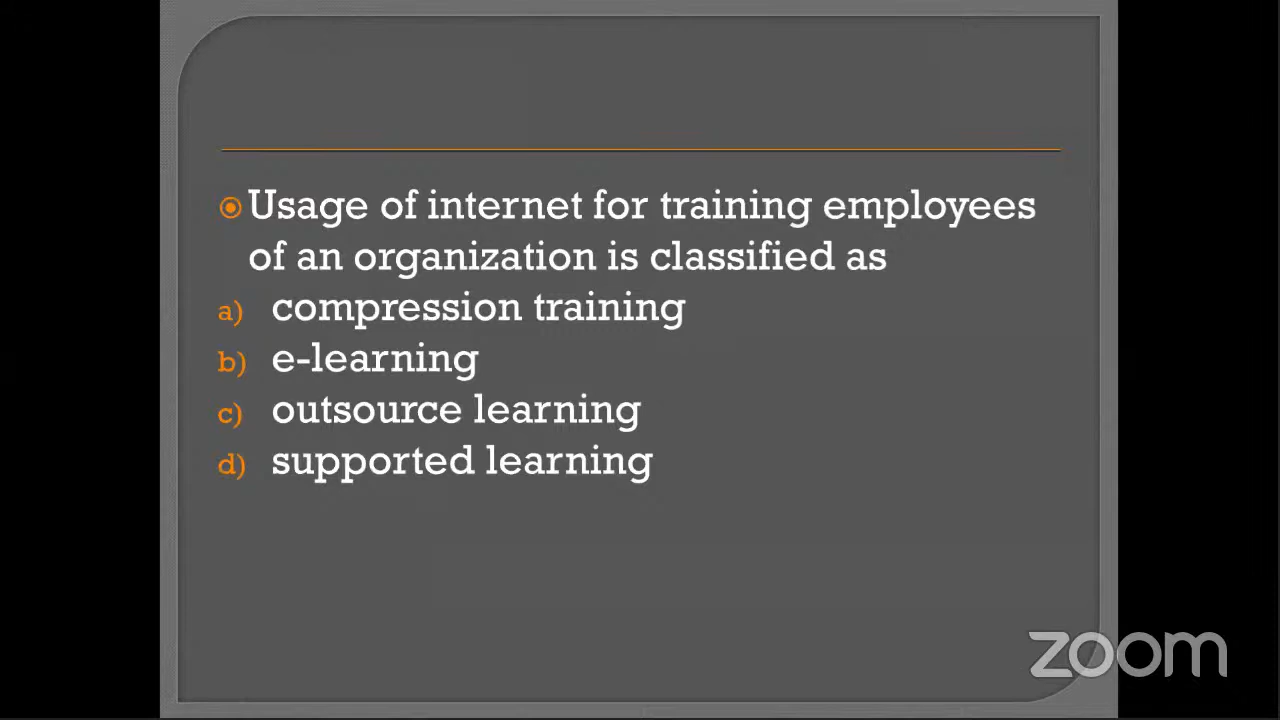 Usage of internet for training employees
of an organization is classified as
a) compression training
b) e-learning
c) outsource learning
d) supported learning
zoom